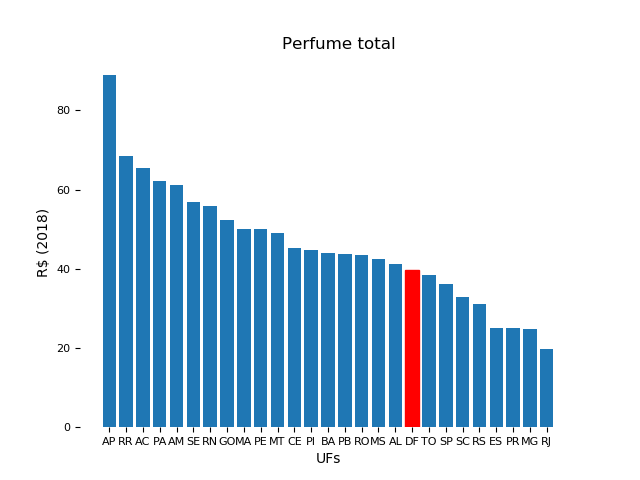 Perfume total
R$ (2018)
80
60
40
20
0
AP RR AC PA AM SE RN GO MA PE MT CE PI BA PB RO MS AL DF TO SP SC RS ES PR MG RJ
UFs